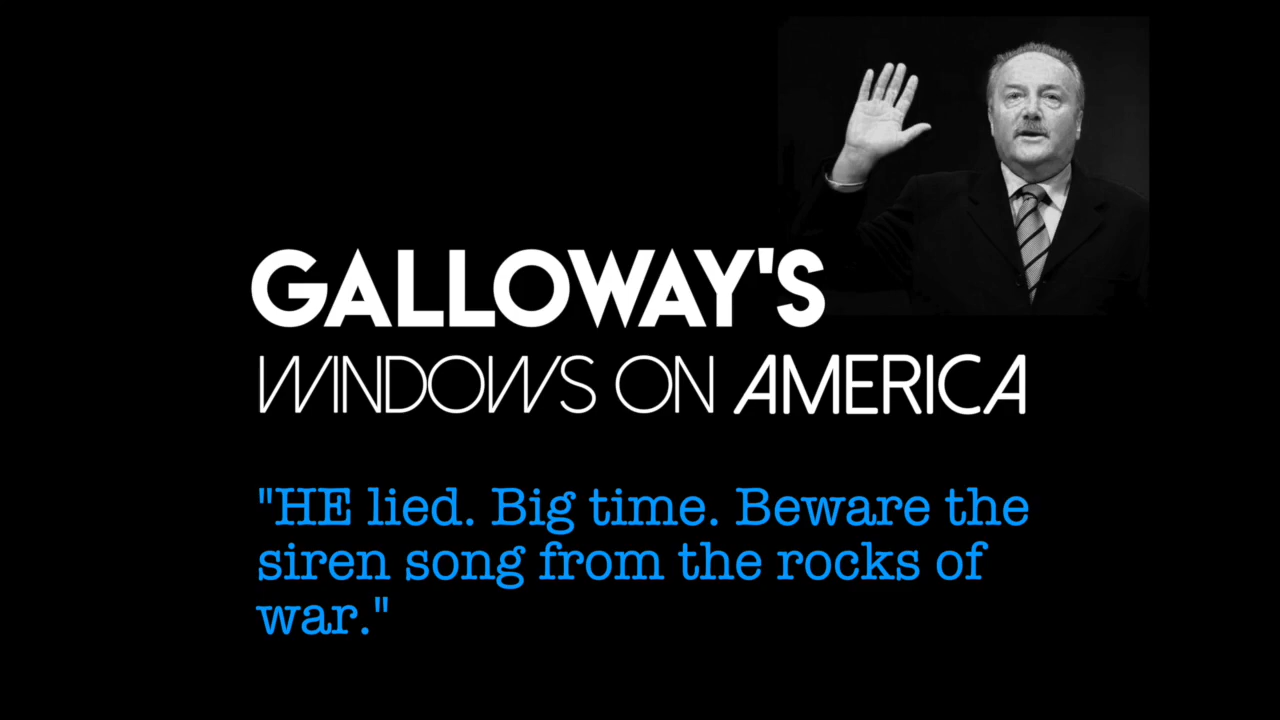 GALLOWAY'S
WINDOWS ON AMERICA
"HE lied. Big time. Beware the
siren song from the rocks of
war."